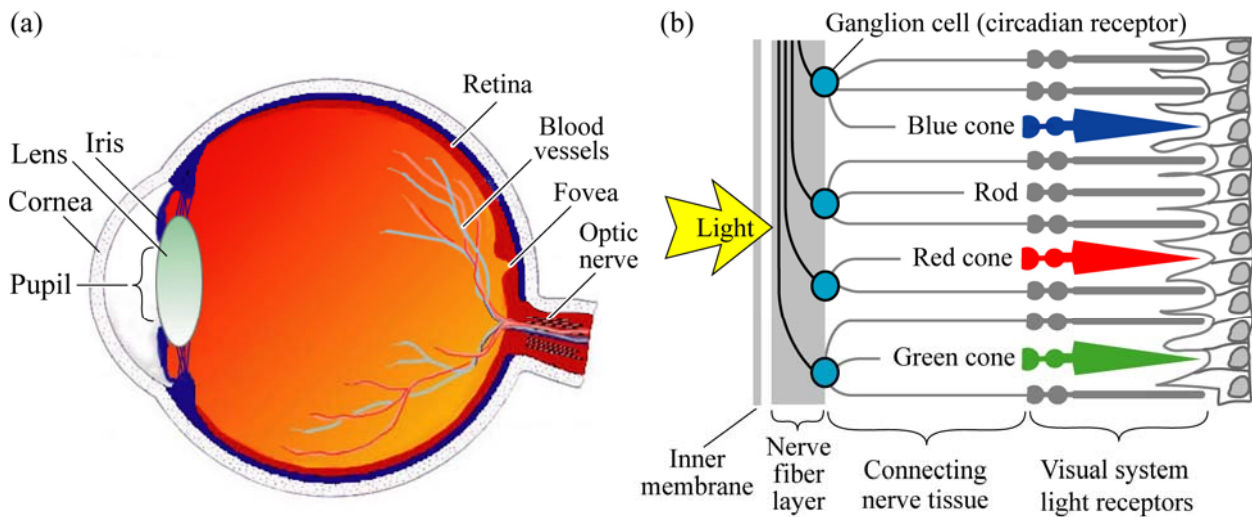 (a)
Retina
Blood
vessels
Iris
Lens
Cornea
Fovea
Optic
nerve
Pupil
(b)
Ganglion cell (circadian receptor)
Blue cone
Rod
Light
Red cone
Green cone
Inner
membrane
Nerve
fiber
layer
Connecting
nerve tissue
Visual system
light receptors